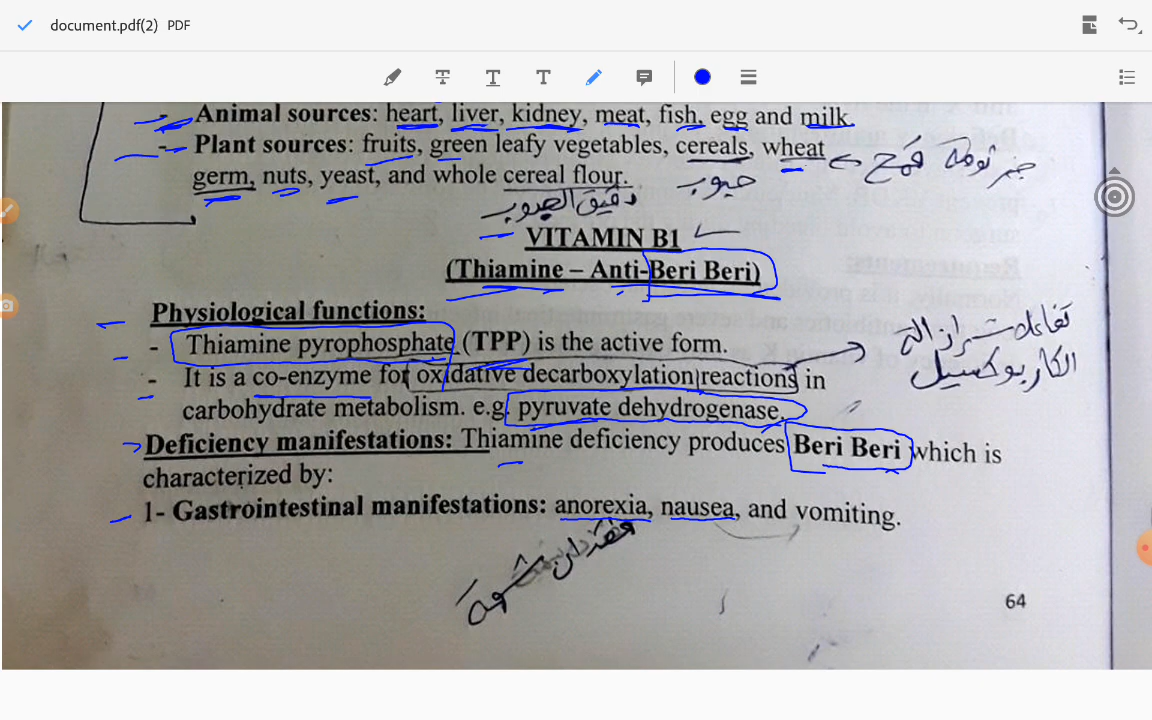 document.pdf(2) PDF
- Animal sources: heart, liver, kidney, meat, fish, egg and milk.
- Plant sources: fruits, green leafy vegetables, cereals, wheat
جرثومة قمح
germ, nuts, yeast, and whole cereal flour.
حبوب
دقيق الحبوب
VITAMIN B1
(Thiamine – Anti-Beri Beri)
Physiological functions:
- Thiamine pyrophosphate (TPP) is the active form.
- It is a co-enzyme for oxidative decarboxylation reactions in
الكاربوكسيل
carbohydrate metabolism. e.g. pyruvate dehydrogenase.
Deficiency manifestations: Thiamine deficiency produces Beri Beri which is
characterized by:
1- Gastrointestinal manifestations: anorexia, nausea, and vomiting.
فقدان شهية
64